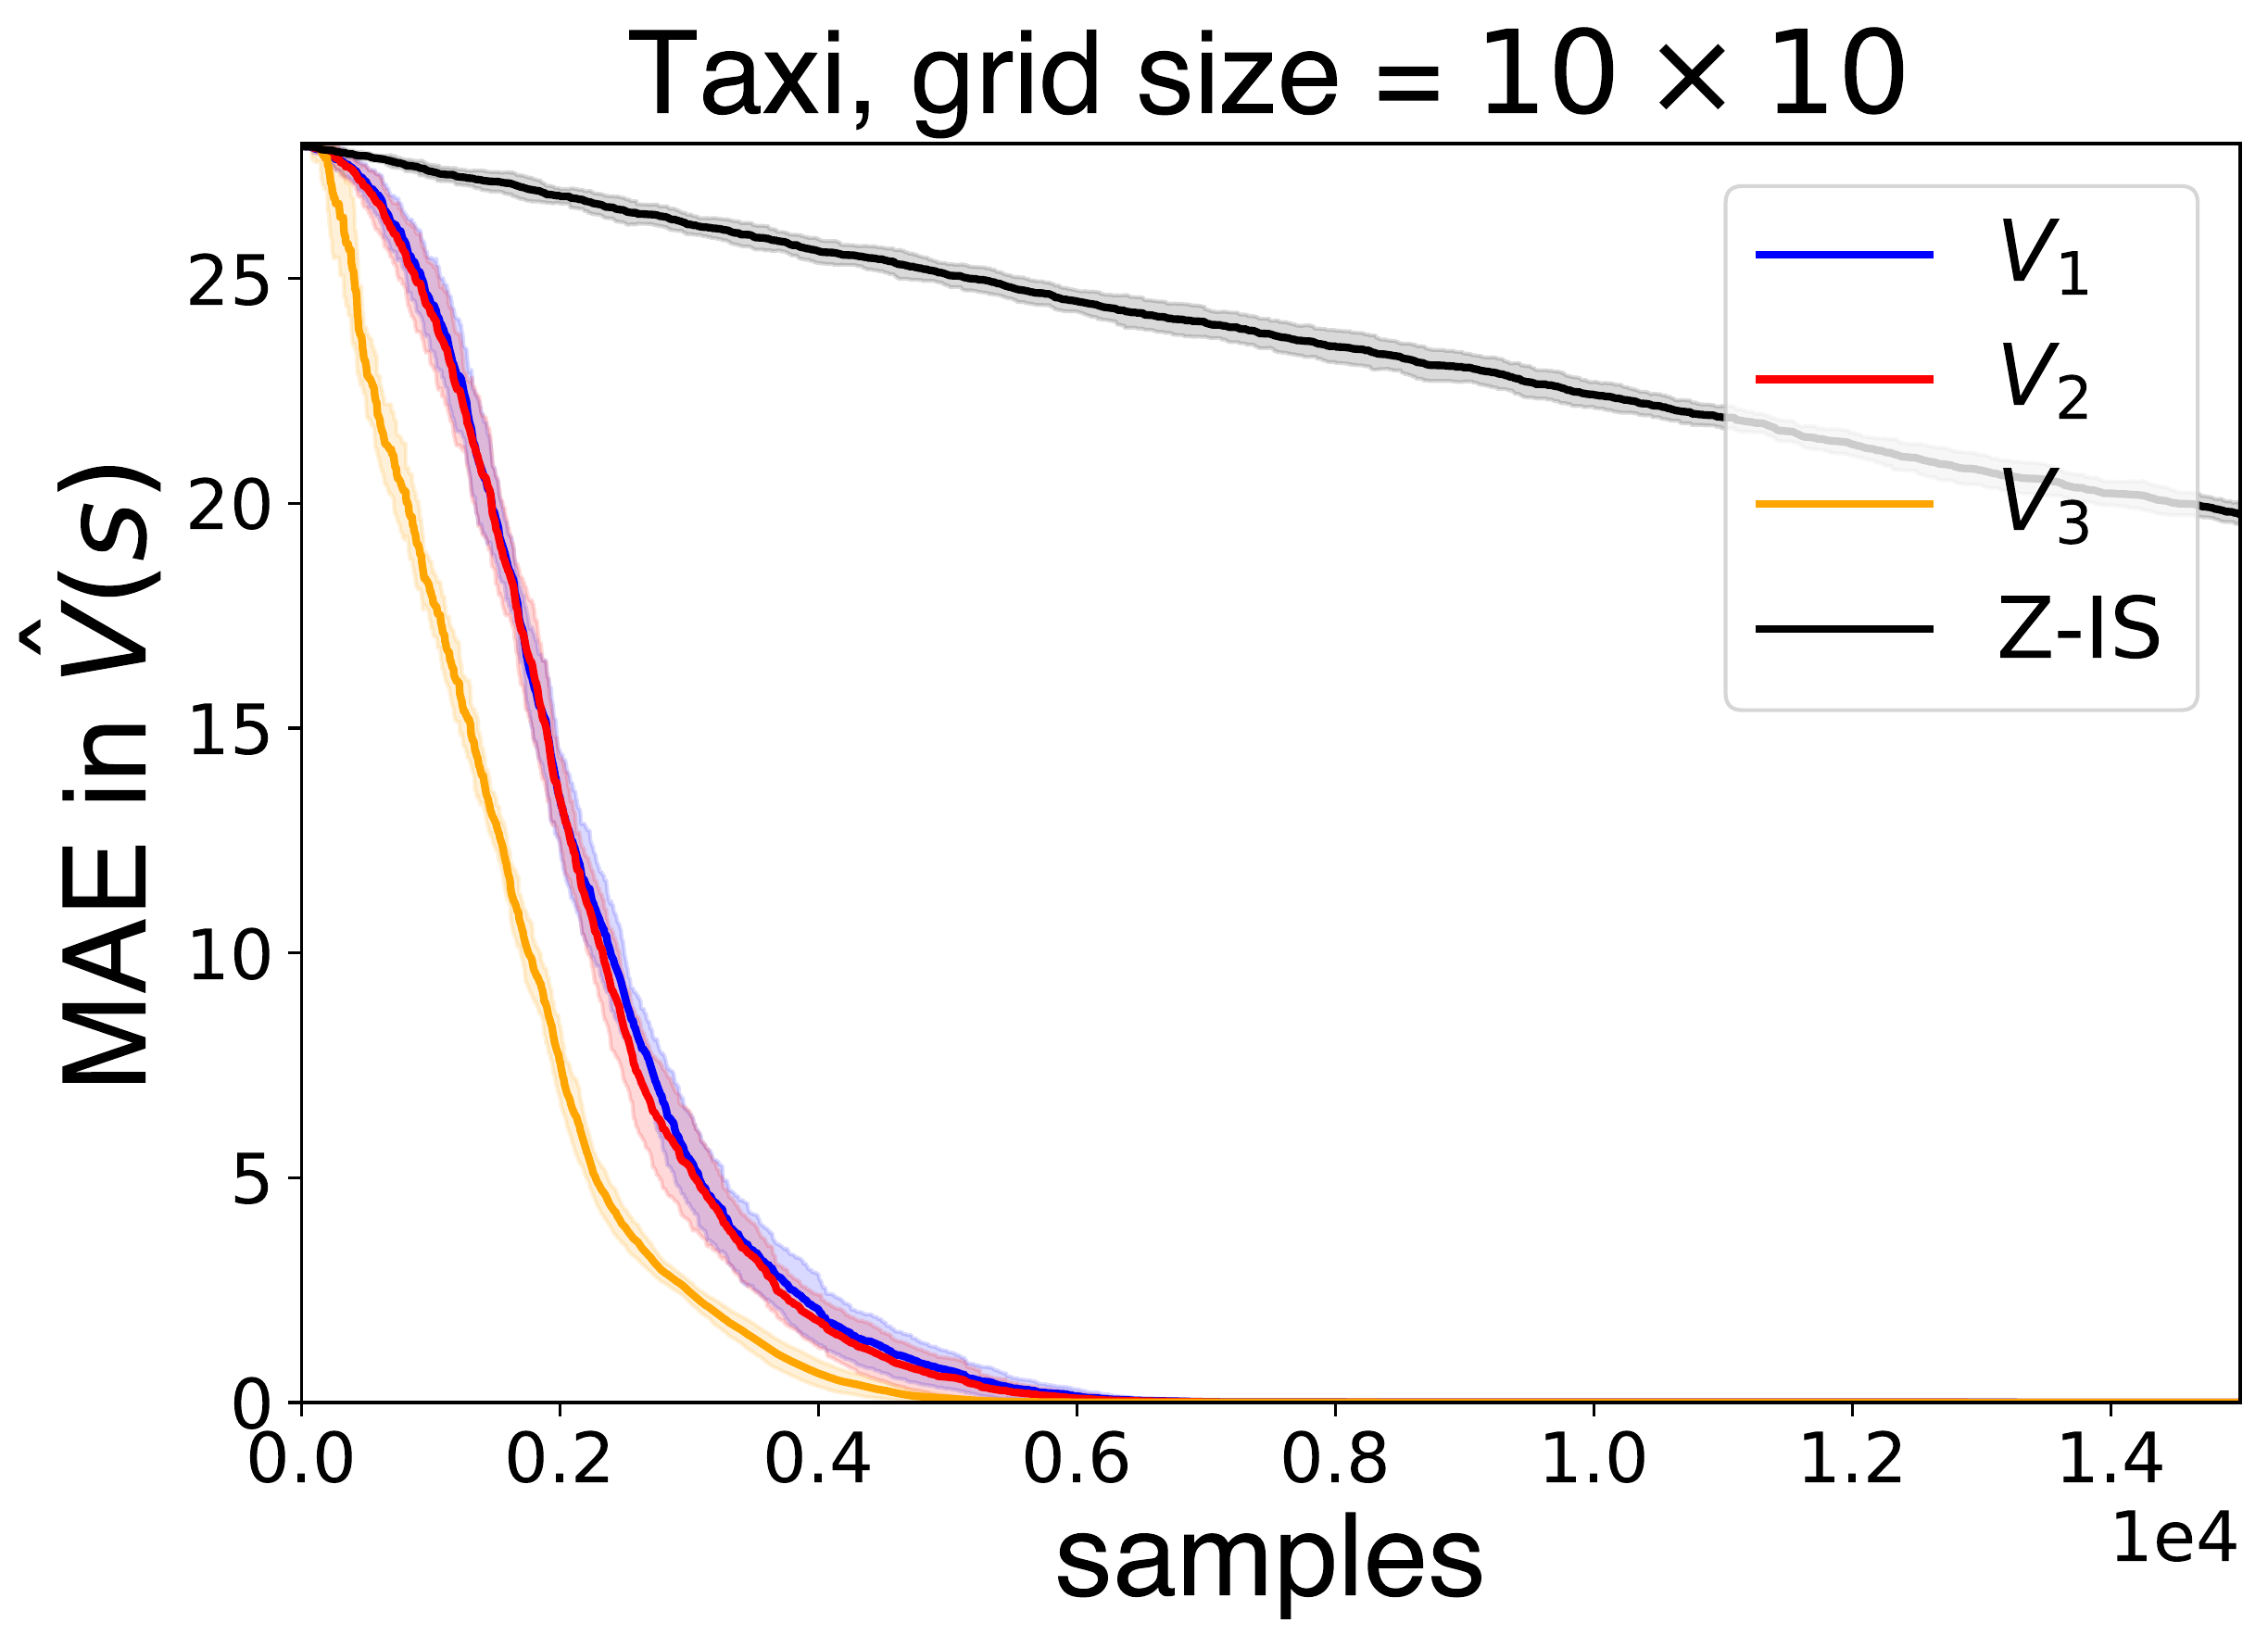 Taxi, grid size = 10 × 10
MAE in V̂(s)
25
20
15
10
5
0
0.0 0.2 0.4 0.6 0.8 1.0 1.2 1.4
1e4
samples
V₁
V₂
V₃
Z-IS